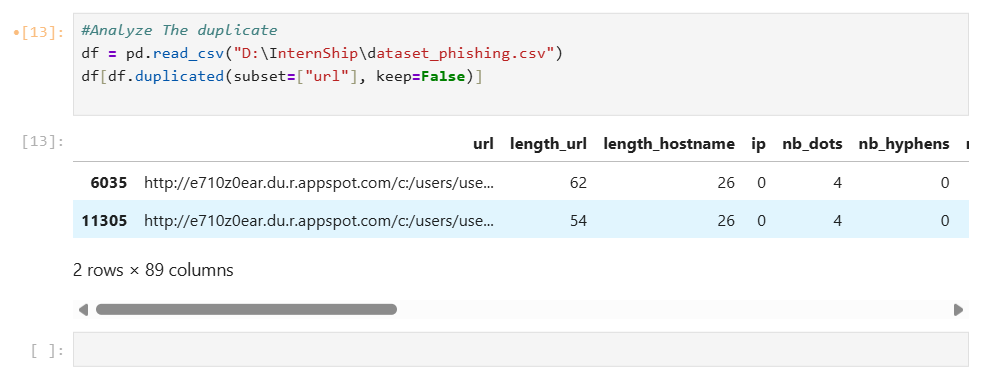 [13]: #Analyze The duplicate
df = pd.read_csv("D:\InternShip\dataset_phishing.csv")
df[df.duplicated(subset=["url"], keep=False)]
[13]:
url length_url length_hostname ip nb_dots nb_hyphens
6035 http://e710z0ear.du.r.appspot.com/c:/users/use... 62 26 0 4 0
11305 http://e710z0ear.du.r.appspot.com/c:/users/use... 54 26 0 4 0
2 rows × 89 columns
[ ]: